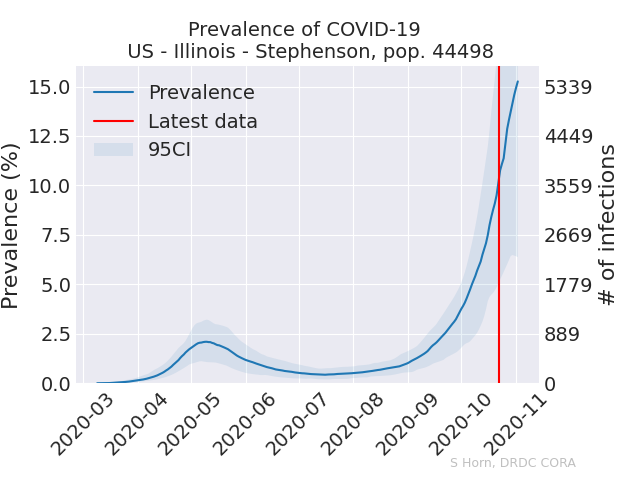 Prevalence of COVID-19
US - Illinois - Stephenson, pop. 44498
Prevalence (%)
15.0
12.5
10.0
7.5
5.0
2.5
0.0
Prevalence
Latest data
95CI
5339
4449
3559
2669
1779
889
0
# of infections
2020-03
2020-04
2020-05
2020-06
2020-07
2020-08
2020-09
2020-10
2020-11
S Horn, DRDC CORA